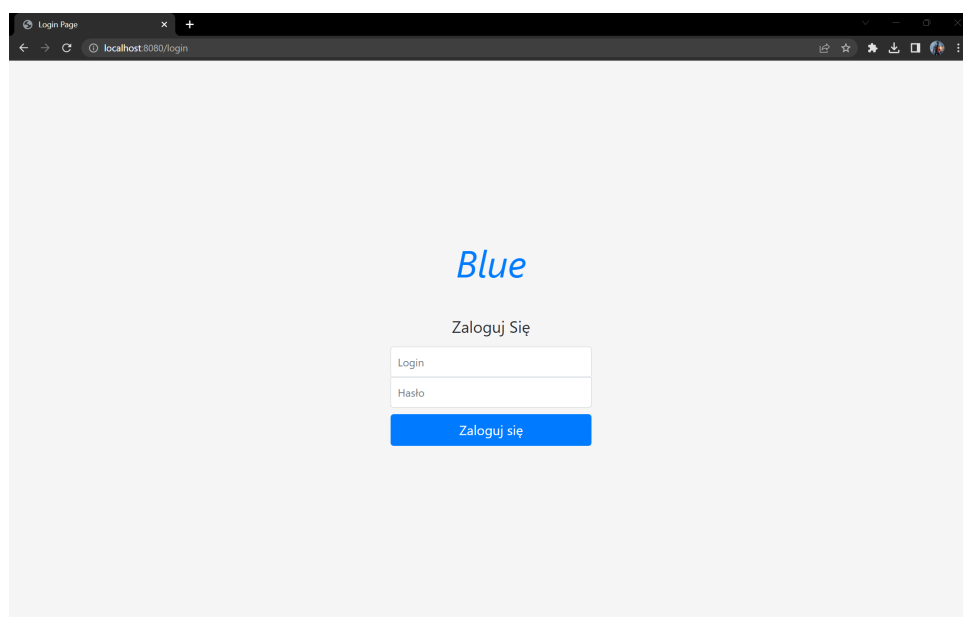 Login Page
localhost:8080/login
Blue
Zaloguj Się
Login
Hasło
Zaloguj się